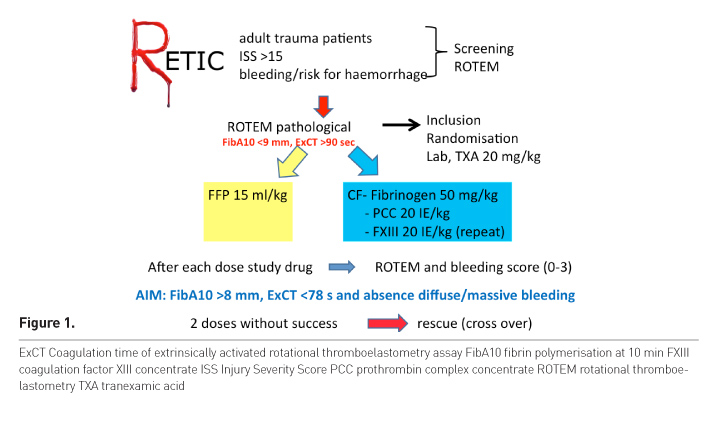 RETIC
adult trauma patients
ISS >15
bleeding/risk for haemorrhage
Screening
ROTEM
ROTEM pathological
FibA10 <9 mm, ExCT >90 sec
Inclusion
Randomisation
Lab, TXA 20 mg/kg
FFP 15 ml/kg
CF- Fibrinogen 50 mg/kg
- PCC 20 IE/kg
- FXIII 20 IE/kg (repeat)
After each dose study drug ROTEM and bleeding score (0-3)
AIM: FibA10 >8 mm, ExCT <78 s and absence diffuse/massive bleeding
Figure 1. 2 doses without success rescue (cross over)
ExCT Coagulation time of extrinsically activated rotational thromboelastometry assay FibA10 fibrin polymerisation at 10 min FXIII
coagulation factor XIII concentrate ISS Injury Severity Score PCC prothrombin complex concentrate ROTEM rotational thromboe-
lastometry TXA tranexamic acid